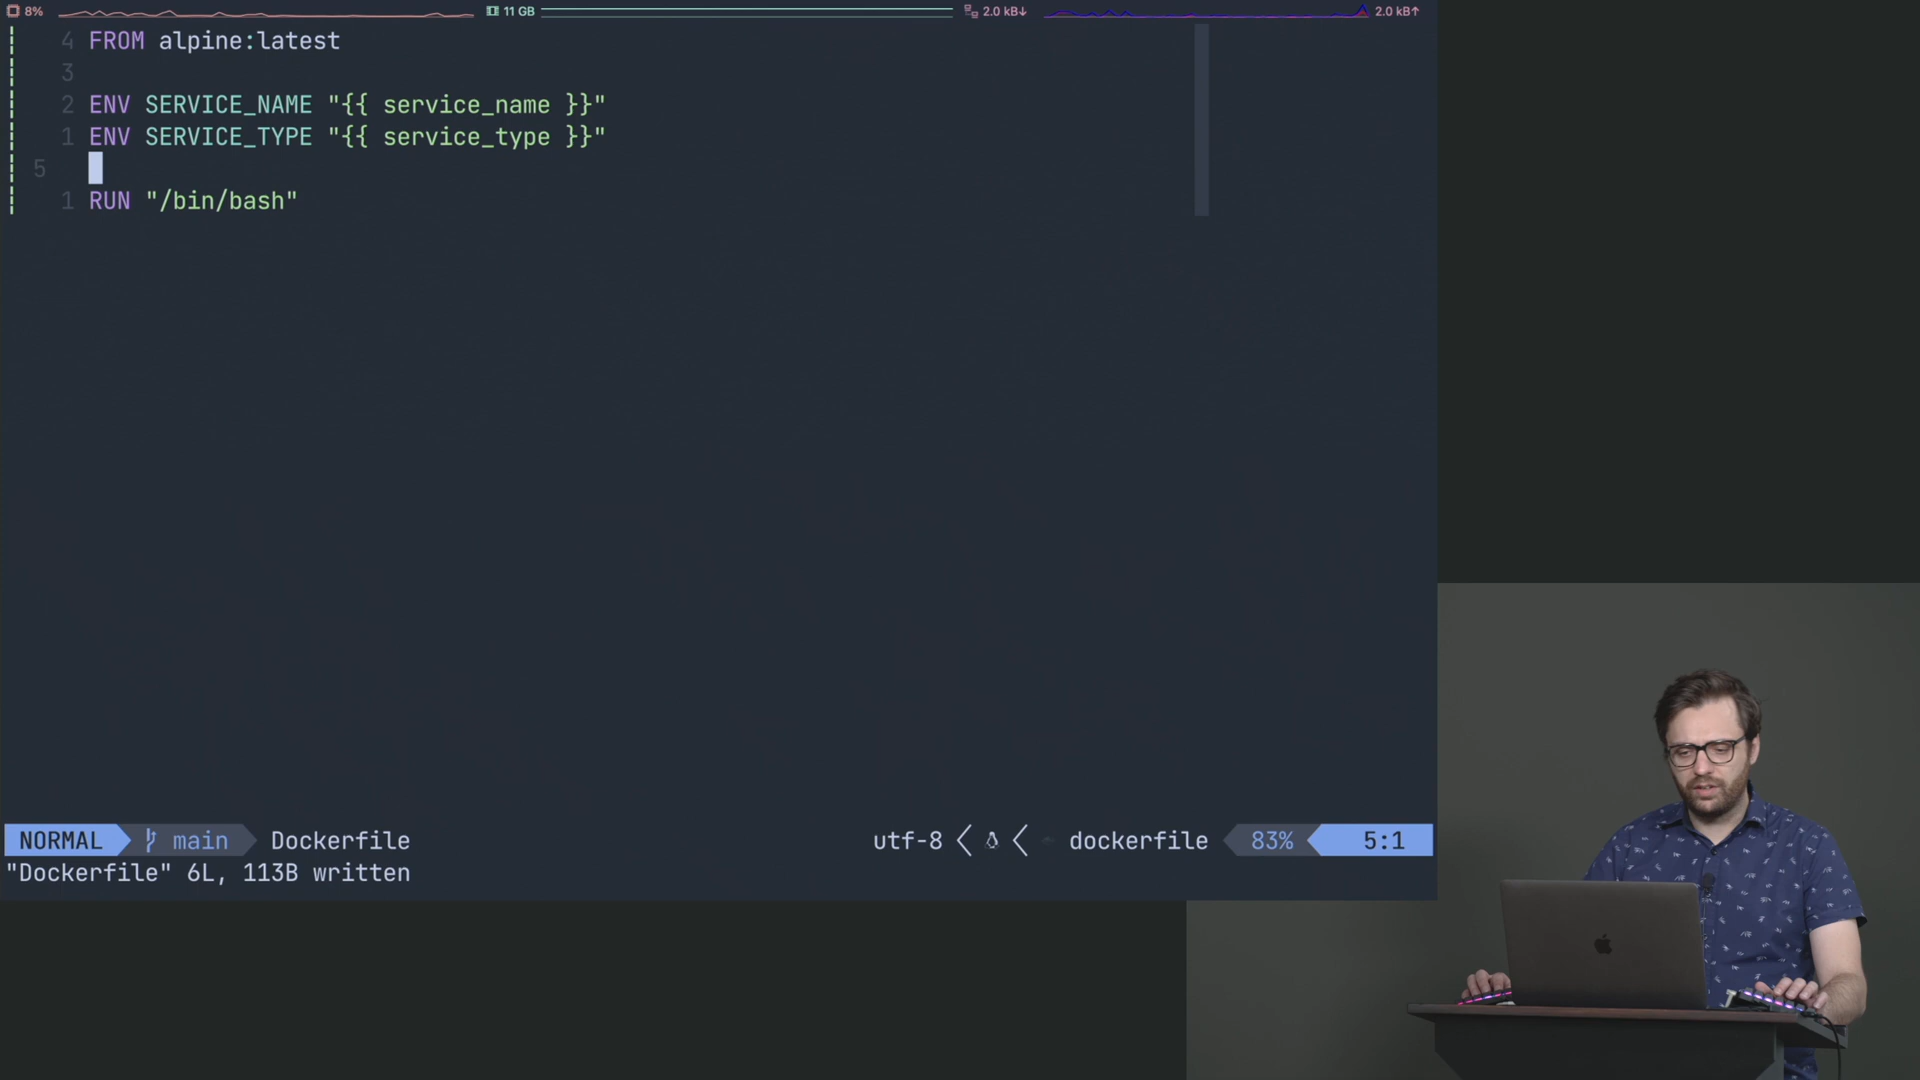 8%
11 GB
2.0 kB↓
2.0 kB↑
4 FROM alpine:latest
3
2 ENV SERVICE_NAME "{{ service_name }}"
1 ENV SERVICE_TYPE "{{ service_type }}"
5
1 RUN "/bin/bash"
NORMAL main Dockerfile utf-8 dockerfile 83% 5:1
"Dockerfile" 6L, 113B written